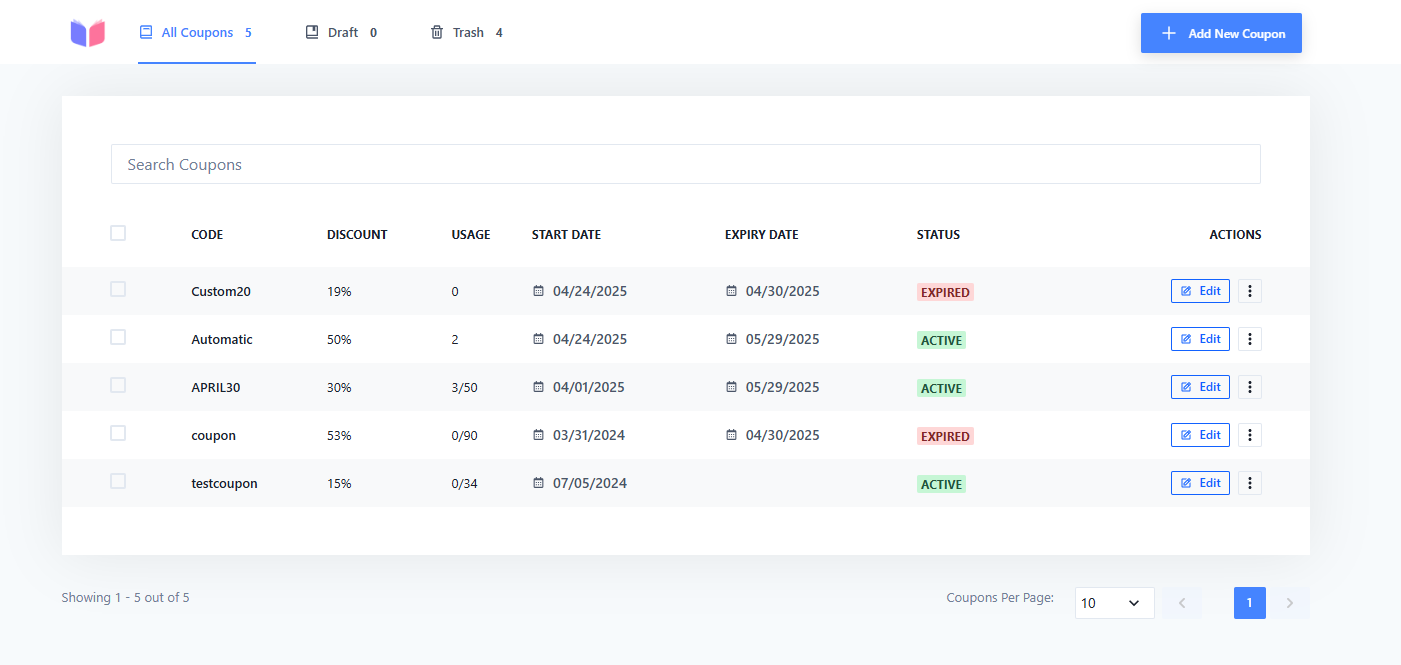 All Coupons 5 Draft 0 Trash 4 Add New Coupon
Search Coupons
CODE DISCOUNT USAGE START DATE EXPIRY DATE STATUS ACTIONS
Custom20 19% 0 04/24/2025 04/30/2025 EXPIRED Edit
Automatic 50% 2 04/24/2025 05/29/2025 ACTIVE Edit
APRIL30 30% 3/50 04/01/2025 05/29/2025 ACTIVE Edit
coupon 53% 0/90 03/31/2024 04/30/2025 EXPIRED Edit
testcoupon 15% 0/34 07/05/2024 ACTIVE Edit
Showing 1 - 5 out of 5 Coupons Per Page: 10 1